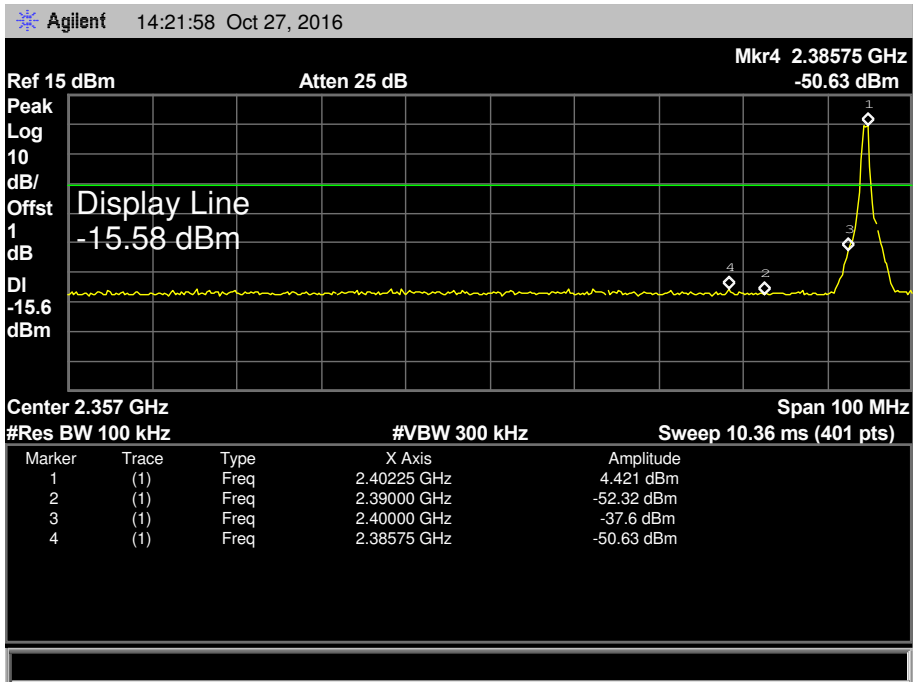 Agilent 14:21:58 Oct 27, 2016
Mkr4 2.38575 GHz
Ref 15 dBm Atten 25 dB -50.63 dBm
Peak
Log
10
dB/
Offst
1
dB
DI
-15.6
dBm
Display Line
-15.58 dBm
1
3
4
2
Center 2.357 GHz Span 100 MHz
#Res BW 100 kHz #VBW 300 kHz Sweep 10.36 ms (401 pts)
Marker Trace Type X Axis Amplitude
1 (1) Freq 2.40225 GHz 4.421 dBm
2 (1) Freq 2.39000 GHz -52.32 dBm
3 (1) Freq 2.40000 GHz -37.6 dBm
4 (1) Freq 2.38575 GHz -50.63 dBm